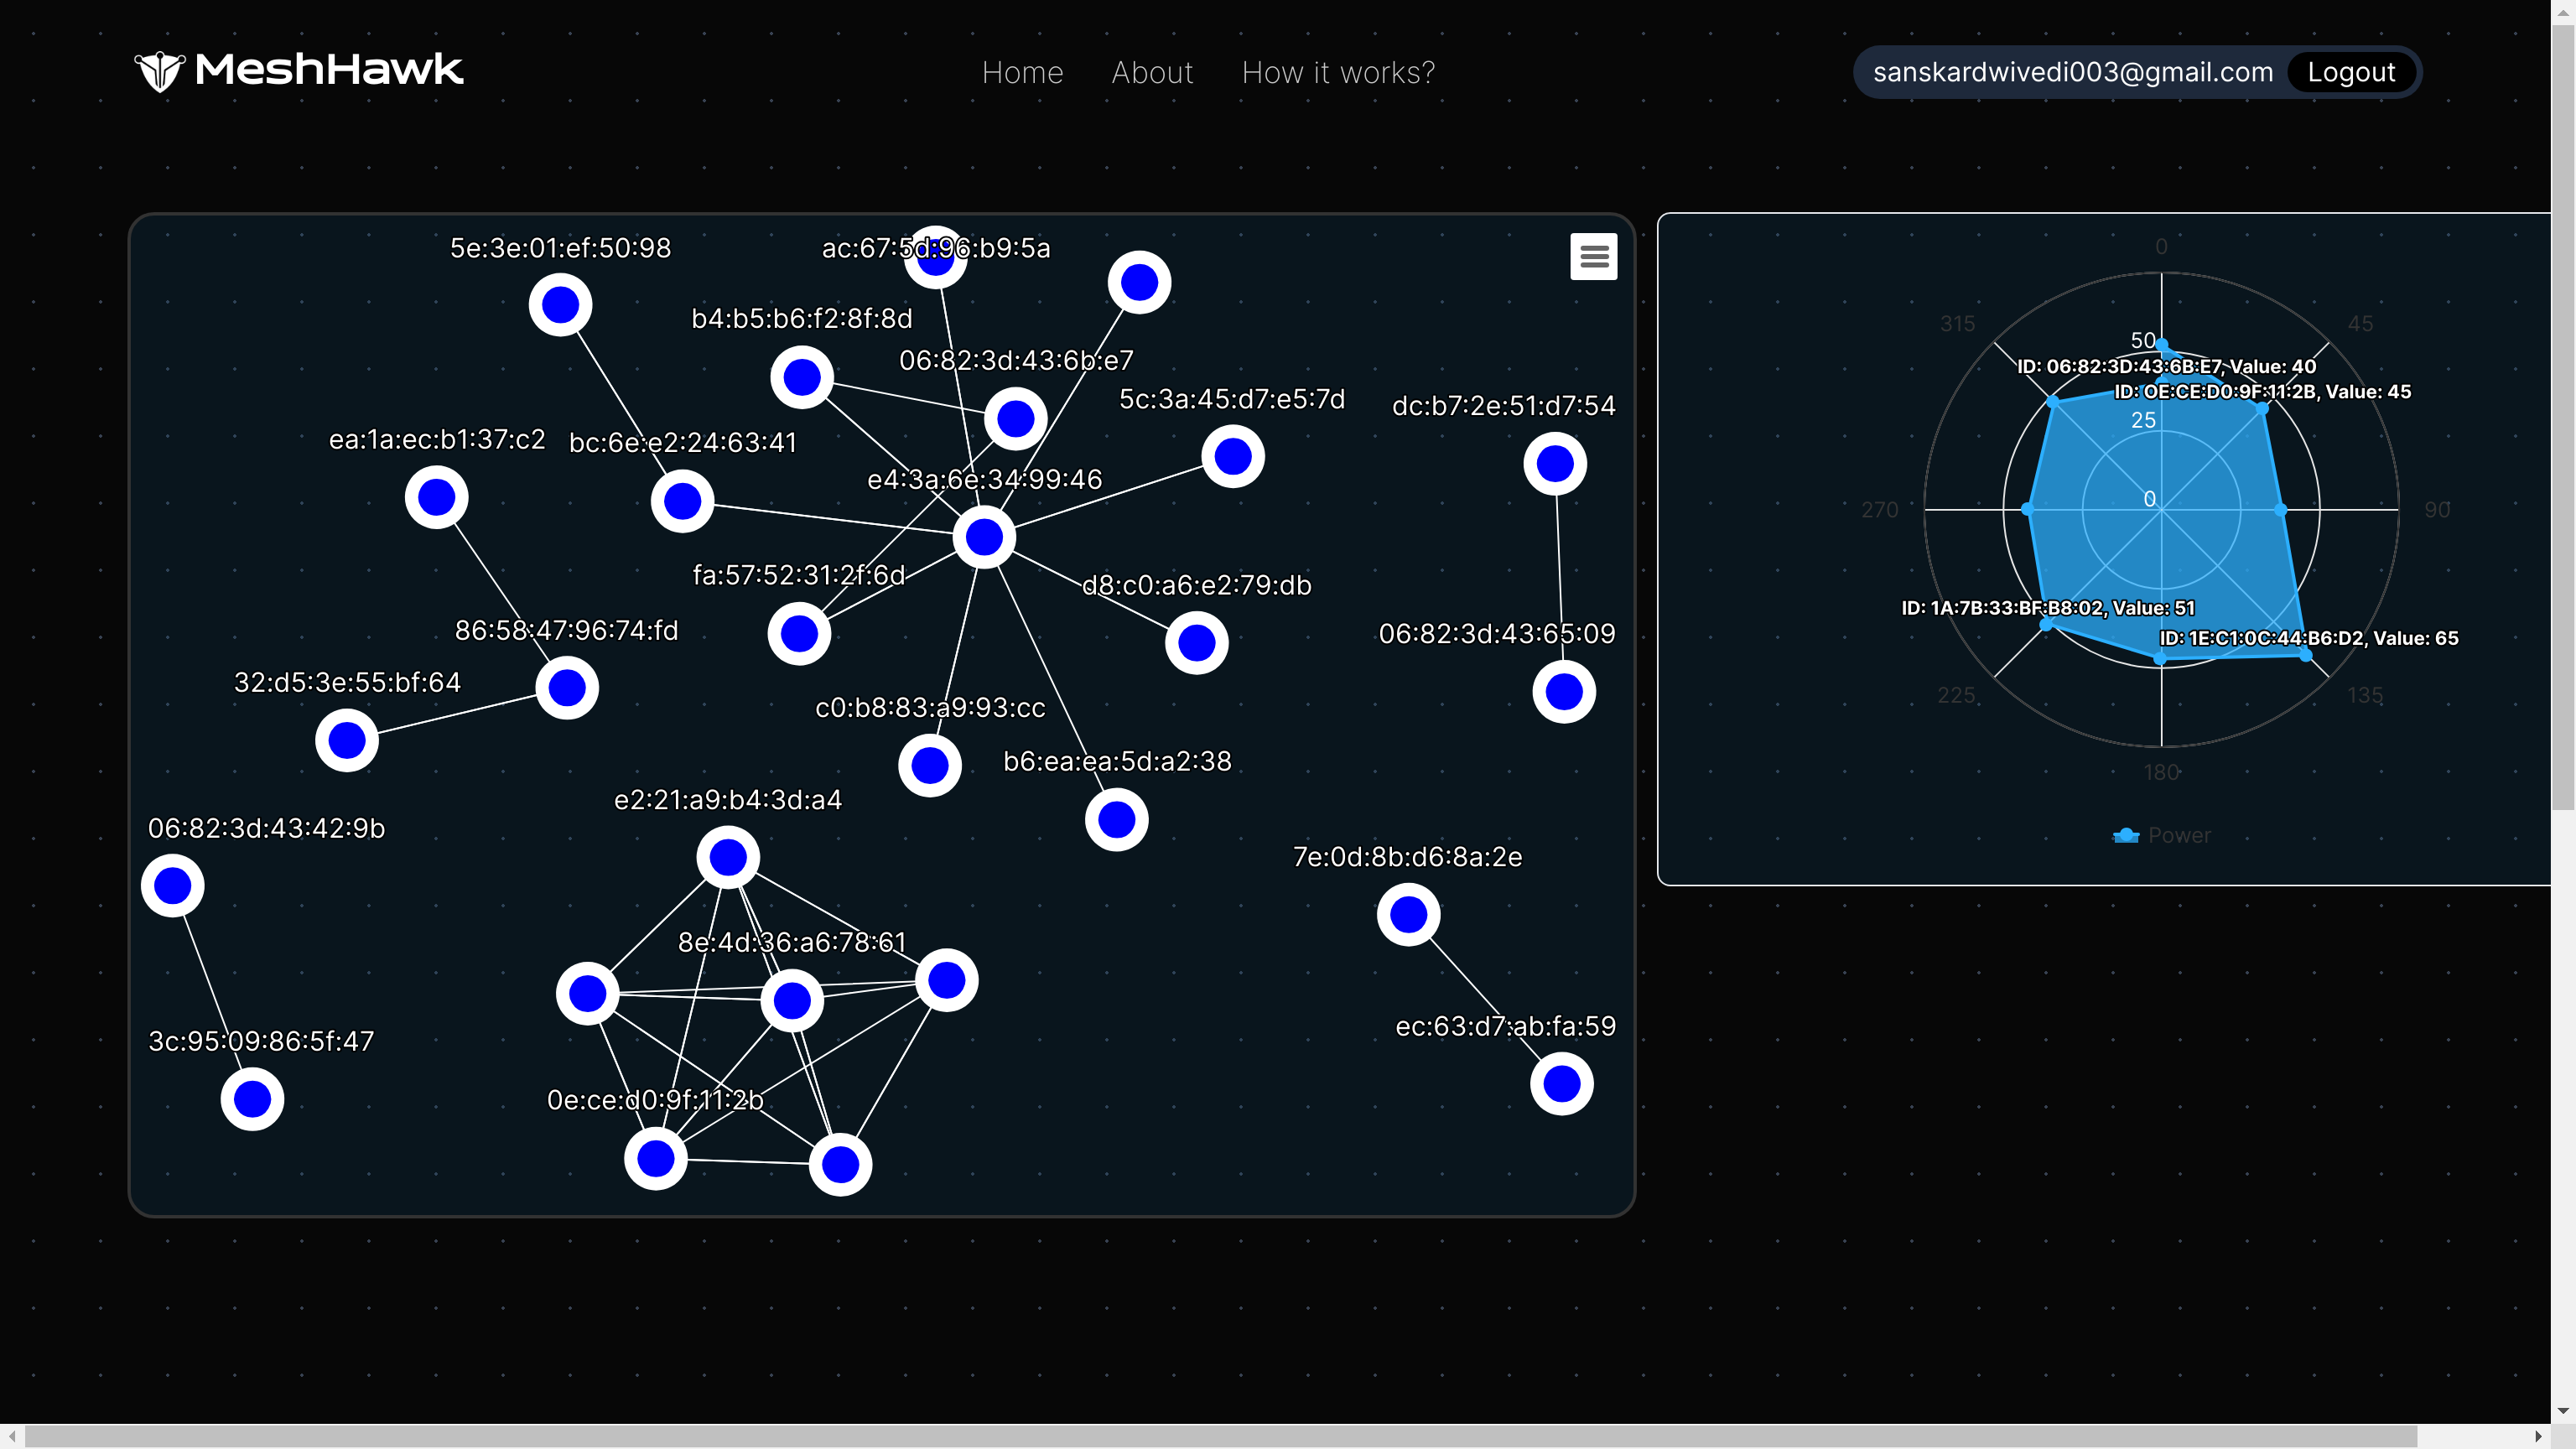 MeshHawk
Home
About
How it works?
sanskardwivedi003@gmail.com
Logout
5e:3e:01:ef:50:98
ac:67:5d:96:b9:5a
b4:b5:b6:f2:8f:8d
06:82:3d:43:6b:e7
5c:3a:45:d7:e5:7d
dc:b7:2e:51:d7:54
ea:1a:ec:b1:37:c2
bc:6e:e2:24:63:41
e4:3a:6e:34:99:46
fa:57:52:31:2f:6d
d8:c0:a6:e2:79:db
86:58:47:96:74:fd
06:82:3d:43:65:09
32:d5:3e:55:bf:64
c0:b8:83:a9:93:cc
b6:ea:ea:5d:a2:38
e2:21:a9:b4:3d:a4
06:82:3d:43:42:9b
7e:0d:8b:d6:8a:2e
8e:4d:36:a6:78:61
ec:63:d7:ab:fa:59
3c:95:09:86:5f:47
0e:ce:d0:9f:11:2b
0
315
45
50
ID: 06:82:3D:43:6B:E7, Value: 40
ID: OE:CE:D0:9F:11:2B, Value: 45
25
0
270
90
ID: 1A:7B:33:BF:B8:02, Value: 51
ID: 1E:C1:0C:44:B6:D2, Value: 65
225
135
180
Power